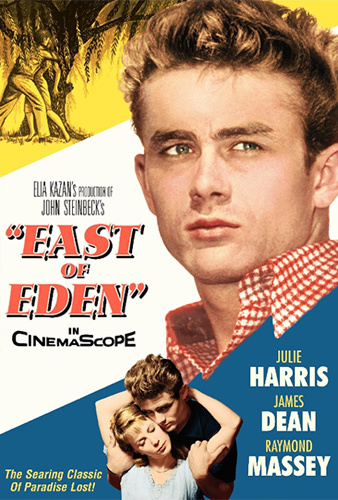 ELIA KAZAN'S PRODUCTION OF
JOHN STEINBECK'S
"EAST
OF
EDEN"
IN
CINEMASCOPE
JULIE
HARRIS
JAMES
DEAN
RAYMOND
MASSEY
The Searing Classic
Of Paradise Lost!